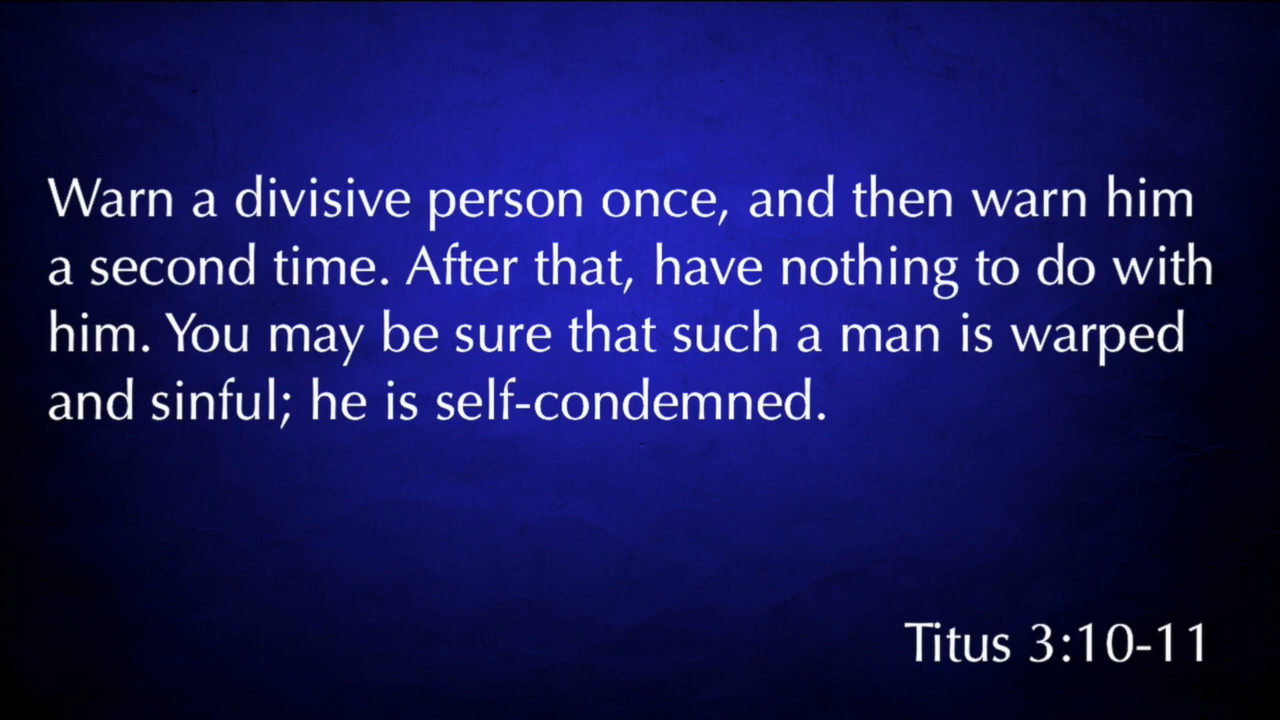 Warn a divisive person once, and then warn him
a second time. After that, have nothing to do with
him. You may be sure that such a man is warped
and sinful; he is self-condemned.
Titus 3:10-11